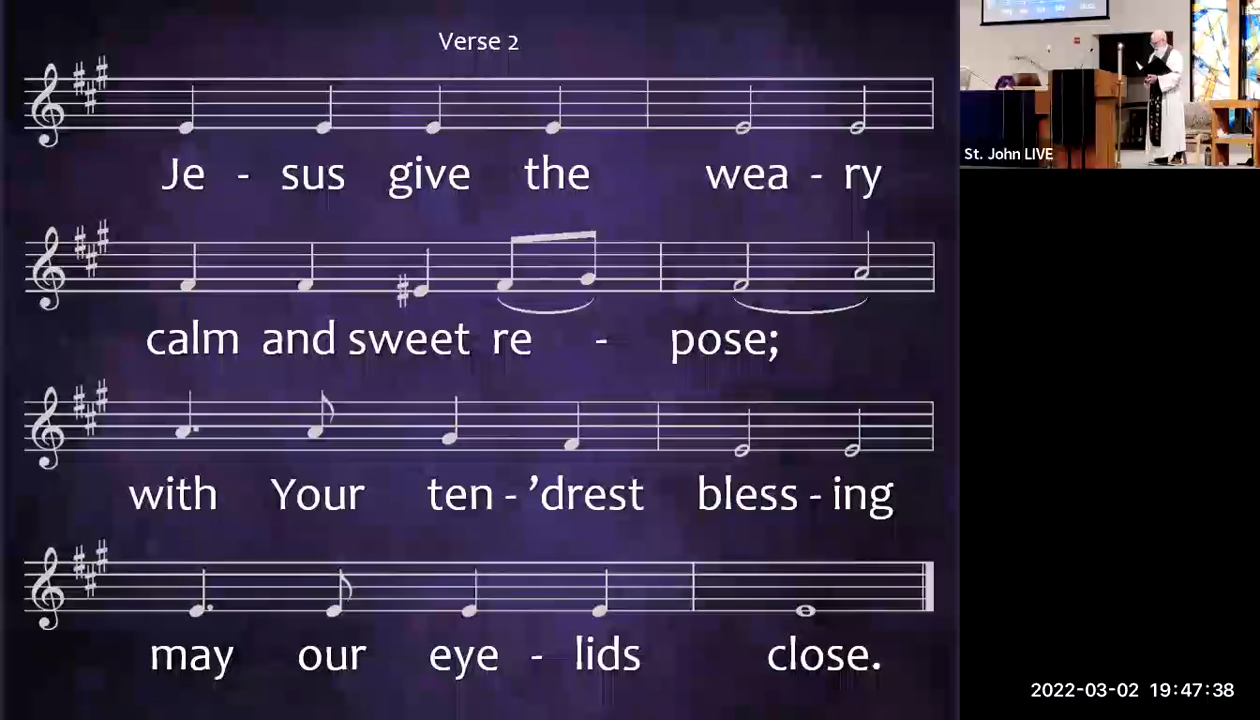 Verse 2
Je - sus give the wea - ry
calm and sweet re - pose;
with Your ten - ’drest bless - ing
may our eye - lids close.
St. John LIVE
2022-03-02 19:47:38